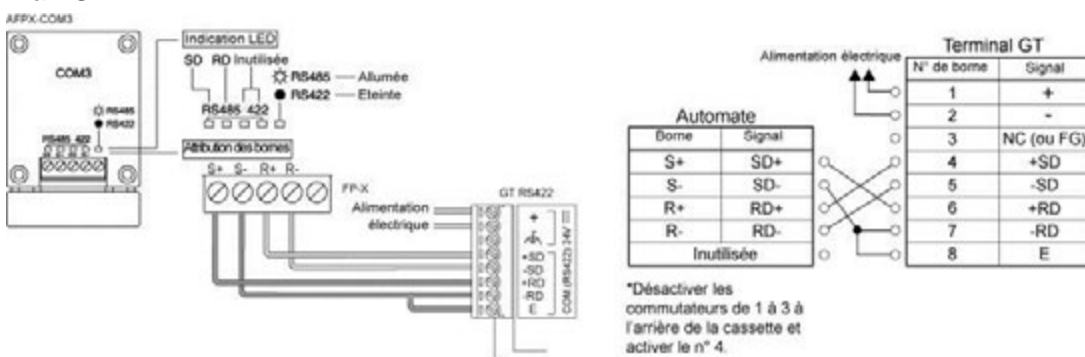 AFPX-COM3
COM3
RS485
RS422
RS485 422
Indication LED
SD RD Inutilisée
RS485 — Allumée
RS422 — Eteinte
RS485 422
Attribution des bornes
S+ S- R+ R-
FP-X
Alimentation
électrique
GT RS422
+
+SD
-SD
+RD
-RD
E
COM (RS422) 24V
Alimentation électrique
Automate
Borne Signal
S+ SD+
S- SD-
R+ RD+
R- RD-
Inutilisée
*Désactiver les
commutateurs de 1 à 3 à
l'arrière de la cassette et
activer le n° 4.
Terminal GT
N° de borne Signal
1 +
2 -
3 NC (ou FG)
4 +SD
5 -SD
6 +RD
7 -RD
8 E